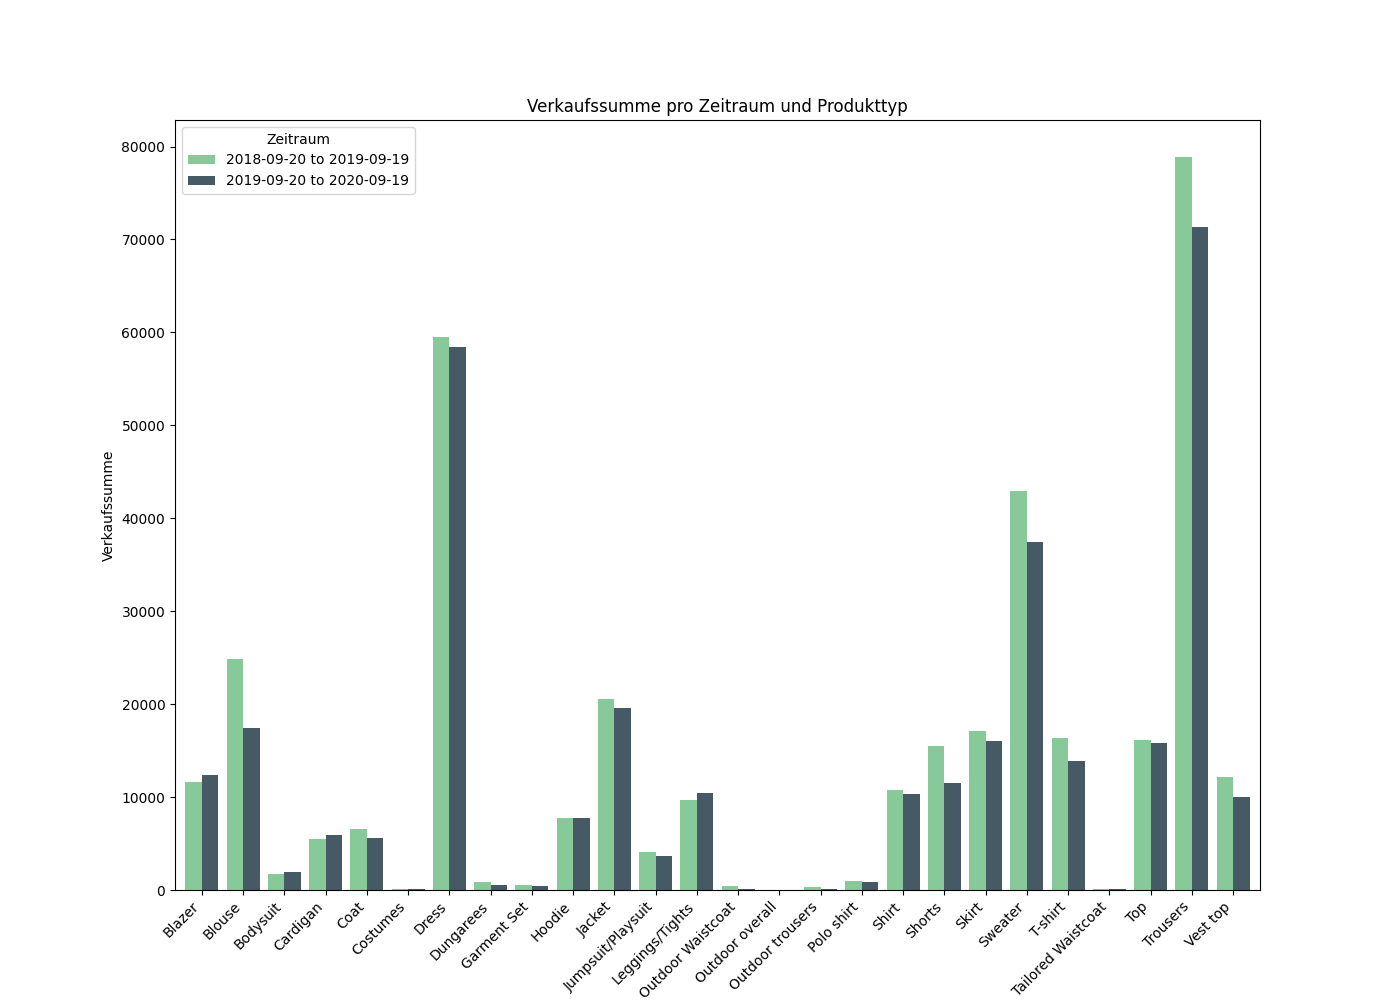 Verkaufssumme pro Zeitraum und Produkttyp
Zeitraum
2018-09-20 to 2019-09-19
2019-09-20 to 2020-09-19
Verkaufssumme
80000
70000
60000
50000
40000
30000
20000
10000
0
Blazer
Blouse
Bodysuit
Cardigan
Coat
Costumes
Dress
Dungarees
Garment Set
Hoodie
Jacket
Jumpsuit/Playsuit
Leggings/Tights
Outdoor Waistcoat
Outdoor overall
Outdoor trousers
Polo shirt
Shirt
Shorts
Skirt
Sweater
T-shirt
Tailored Waistcoat
Top
Trousers
Vest top